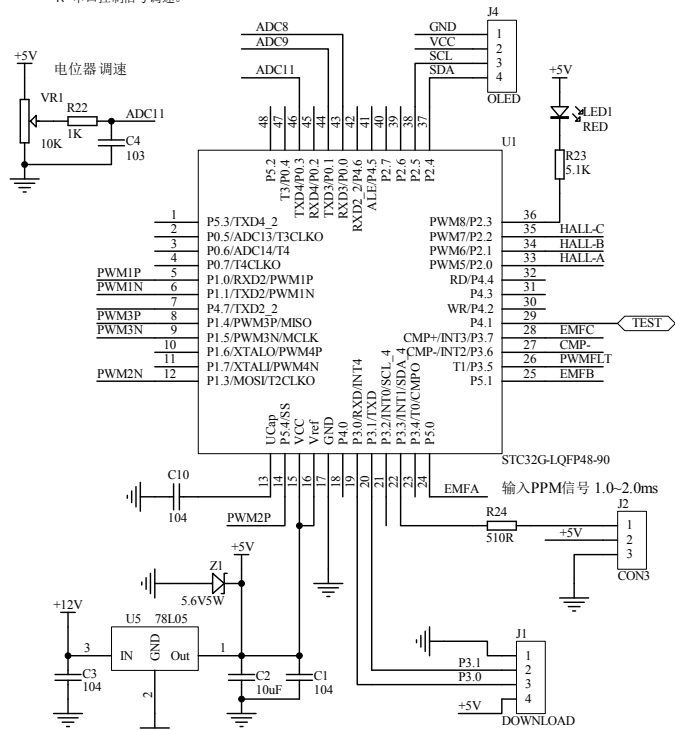 ADC8
ADC9
ADC11
GND
VCC
SCL
SDA
J4
1
2
3
4
OLED
+5V
电位器调速
VR1
10K
R22
1K
ADC11
C4
103
+5V
LED1
RED
R23
5.1K
U1
48
47
46
45
44
43
42
41
40
39
38
37
P5.2
T3/P0.4
TXD4/P0.3
RXD4/P0.2
TXD3/P0.1
RXD3/P0.0
RXD2_2/P4.6
ALE/P4.5
P2.7
P2.6
P2.5
P2.4
1 P5.3/TXD4_2
2 P0.5/ADC13/T3CLKO
3 P0.6/ADC14/T4
4 P0.7/T4CLKO
PWM1P 5 P1.0/RXD2/PWM1P
PWM1N 6 P1.1/TXD2/PWM1N
7 P4.7/TXD2_2
PWM3P 8 P1.4/PWM3P/MISO
PWM3N 9 P1.5/PWM3N/MCLK
10 P1.6/XTALO/PWM4P
11 P1.7/XTALI/PWM4N
PWM2N 12 P1.3/MOSI/T2CLKO
PWM8/P2.3 36
PWM7/P2.2 35 HALL-C
PWM6/P2.1 34 HALL-B
PWM5/P2.0 33 HALL-A
RD/P4.4 32
P4.3 31
WR/P4.2 30
P4.1 29 TEST
CMP+/INT3/P3.7 28 EMFC
CMP-/INT2/P3.6 27 CMP-
T1/P3.5 26 PWMFLT
P5.1 25 EMFB
UCap
P5.4/SS
VCC
Vref
GND
P4.0
P3.0/RXD/INT4
P3.1/TXD
P3.2/INT0/SCL_4
P3.3/INT1/SDA_4
P3.4/T0/CMPO
P5.0
13
14
15
16
17
18
19
20
21
22
23
24
STC32G-LQFP48-90
C10
104
PWM2P
EMFA
输入PPM信号 1.0~2.0ms
R24
510R
+5V
J2
1
2
3
CON3
+5V
Z1
5.6V5W
+12V
U5 78L05
3 IN GND Out 1
2
C3
104
C2
10uF
C1
104
P3.1
P3.0
+5V
J1
1
2
3
4
DOWNLOAD